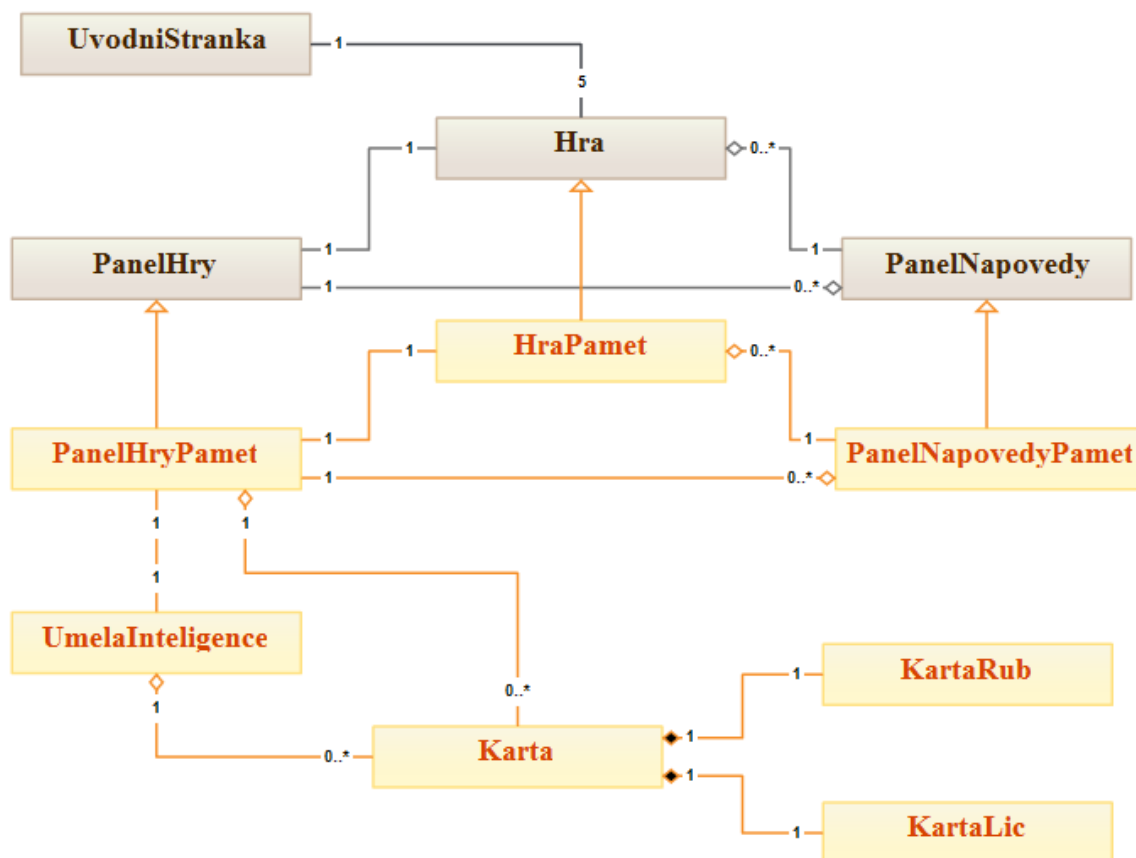 UvodniStranka
1
5
Hra
1
0..*
1
1
PanelHry
PanelNapovedy
1
0..*
HraPamet
1
0..*
1
1
PanelHryPamet
PanelNapovedyPamet
1
0..*
1
1
1
UmelaInteligence
1
0..*
0..*
Karta
1
1
KartaRub
1
1
KartaLic